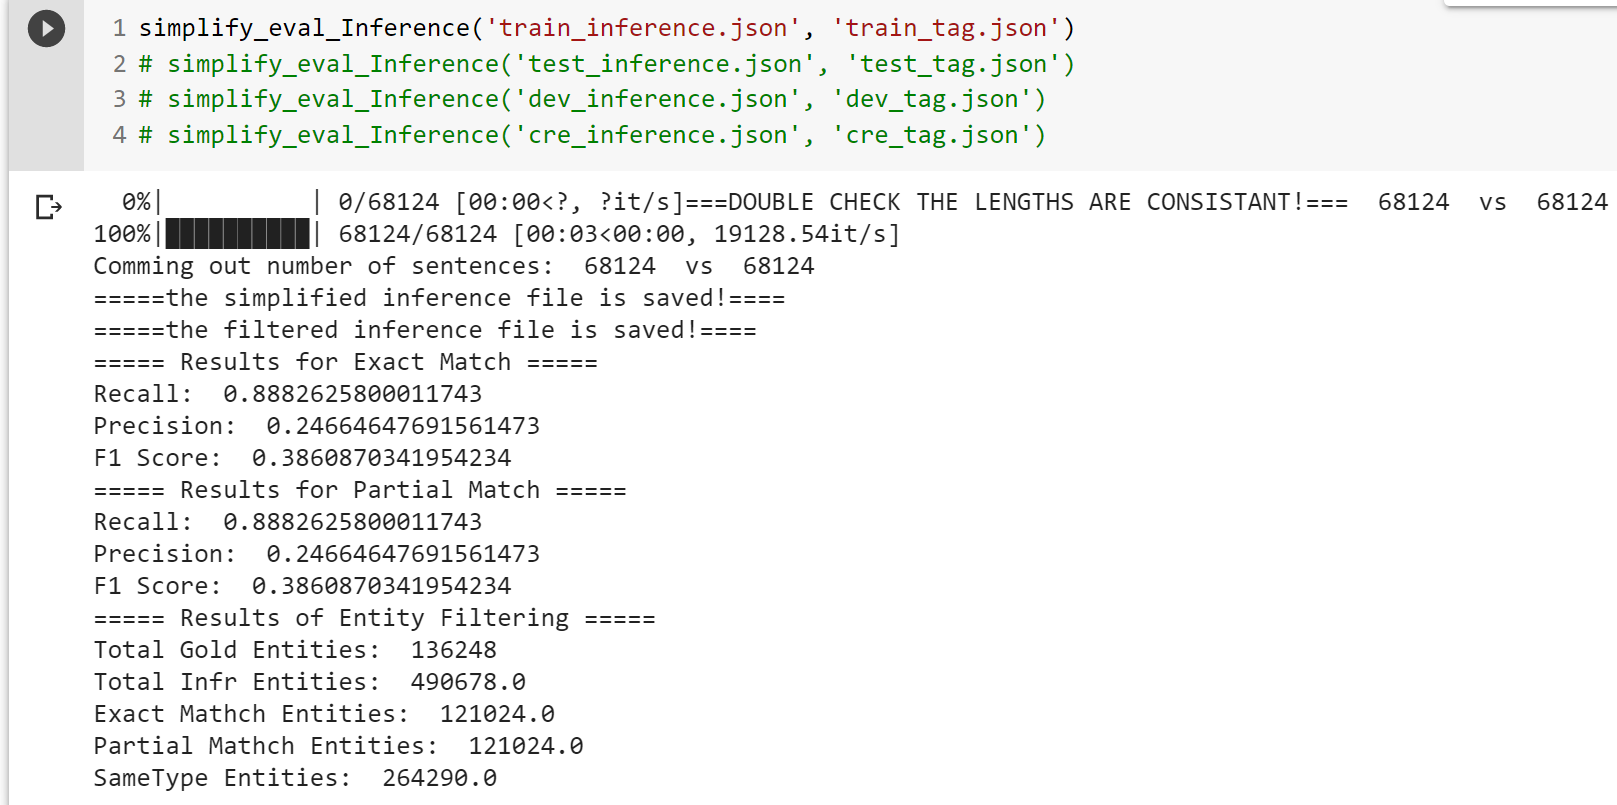 1 simplify_eval_Inference('train_inference.json', 'train_tag.json')
2 # simplify_eval_Inference('test_inference.json', 'test_tag.json')
3 # simplify_eval_Inference('dev_inference.json', 'dev_tag.json')
4 # simplify_eval_Inference('cre_inference.json', 'cre_tag.json')
0%|          | 0/68124 [00:00<?, ?it/s]===DOUBLE CHECK THE LENGTHS ARE CONSISTANT!===  68124  vs  68124
100%|██████████| 68124/68124 [00:03<00:00, 19128.54it/s]
Comming out number of sentences:  68124  vs  68124
=====the simplified inference file is saved!====
=====the filtered inference file is saved!====
===== Results for Exact Match =====
Recall:  0.8882625800011743
Precision:  0.24664647691561473
F1 Score:  0.3860870341954234
===== Results for Partial Match =====
Recall:  0.8882625800011743
Precision:  0.24664647691561473
F1 Score:  0.3860870341954234
===== Results of Entity Filtering =====
Total Gold Entities:  136248
Total Infr Entities:  490678.0
Exact Mathch Entities:  121024.0
Partial Mathch Entities:  121024.0
SameType Entities:  264290.0